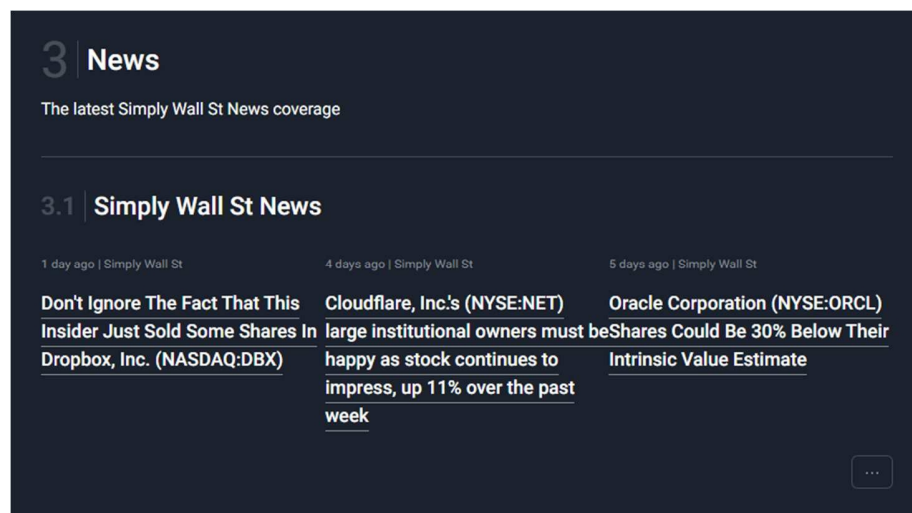 3 News
The latest Simply Wall St News coverage
3.1 Simply Wall St News
1 day ago | Simply Wall St
Don't Ignore The Fact That This
Insider Just Sold Some Shares In
Dropbox, Inc. (NASDAQ:DBX)
4 days ago | Simply Wall St
Cloudflare, Inc.'s (NYSE:NET)
large institutional owners must be
happy as stock continues to
impress, up 11% over the past
week
5 days ago | Simply Wall St
Oracle Corporation (NYSE:ORCL)
Shares Could Be 30% Below Their
Intrinsic Value Estimate
...